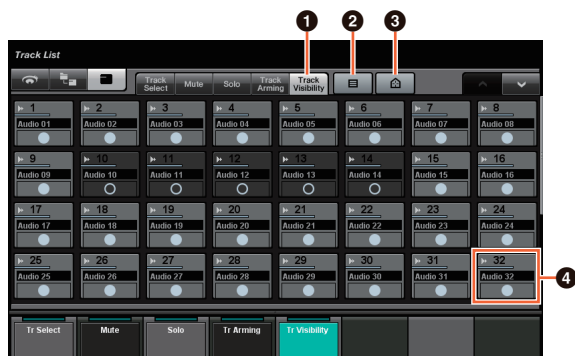 1 2 3
Track List
Track Select Mute Solo Track Arming Track Visibility
1 2 3 4 5 6 7 8
Audio 01 Audio 02 Audio 03 Audio 04 Audio 05 Audio 06 Audio 07 Audio 08
9 10 11 12 13 14 15 16
Audio 09 Audio 10 Audio 11 Audio 12 Audio 13 Audio 14 Audio 15 Audio 16
17 18 19 20 21 22 23 24
Audio 17 Audio 18 Audio 19 Audio 20 Audio 21 Audio 22 Audio 23 Audio 24
25 26 27 28 29 30 31 32
Audio 25 Audio 26 Audio 27 Audio 28 Audio 29 Audio 30 Audio 31 Audio 32
4
Tr Select Mute Solo Tr Arming Tr Visibility